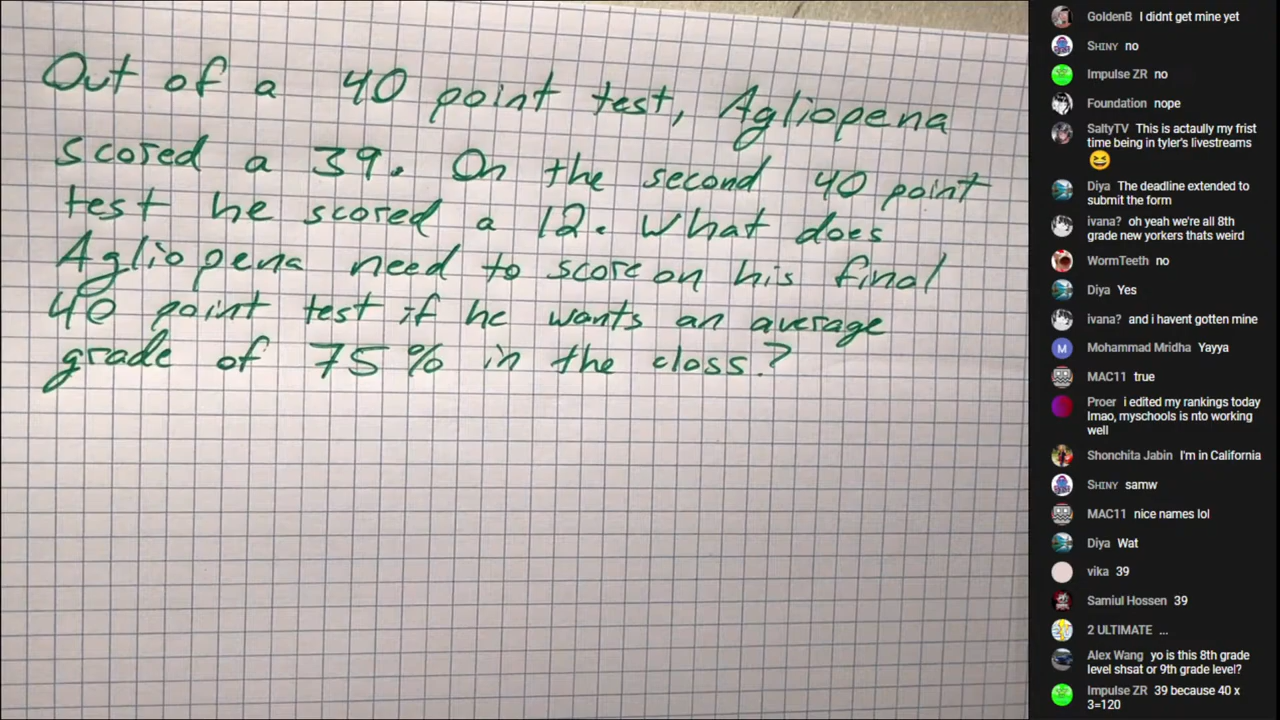 Out of a 40 point test, Agliopena
scored a 39. On the second 40 point
test he scored a 12. What does
Agliopena need to score on his final
40 point test if he wants an average
grade of 75% in the class?
GoldenB I didnt get mine yet
SHINY no
Impulse ZR no
Foundation nope
SaltyTV This is actaully my frist
time being in tyler's livestreams
Diya The deadline extended to
submit the form
ivana? oh yeah we're all 8th
grade new yorkers thats weird
WormTeeth no
Diya Yes
ivana? and i havent gotten mine
M Mohammad Mridha Yayya
MAC11 true
Proer i edited my rankings today
lmao, myschools is nto working
well
Shonchita Jabin I'm in California
SHINY samw
MAC11 nice names lol
Diya Wat
vika 39
Samiul Hossen 39
2 ULTIMATE ...
Alex Wang yo is this 8th grade
level shsat or 9th grade level?
Impulse ZR 39 because 40 x
3=120